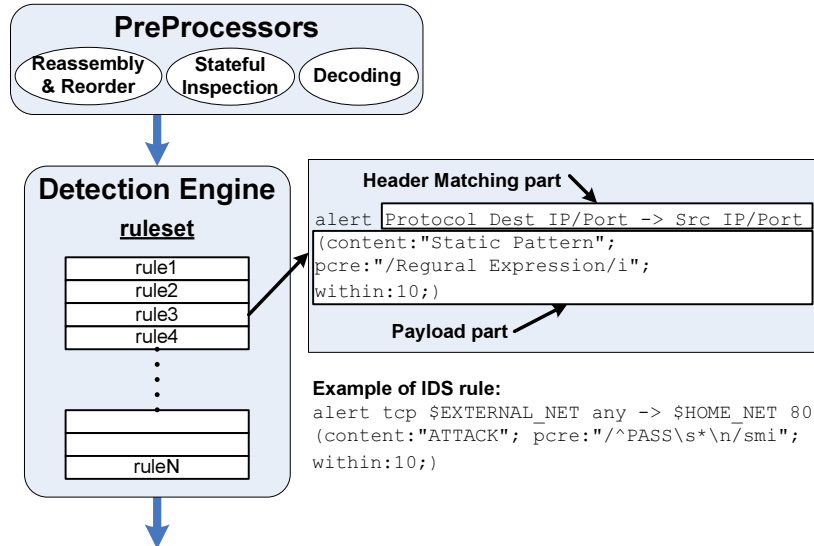 PreProcessors
Reassembly
& Reorder
Stateful
Inspection
Decoding
Detection Engine
ruleset
rule1
rule2
rule3
rule4
ruleN
Header Matching part
alert Protocol Dest IP/Port -> Src IP/Port
(content:"Static Pattern";
pcre:"/Regural Expression/i";
within:10;)
Payload part
Example of IDS rule:
alert tcp $EXTERNAL_NET any -> $HOME_NET 80
(content:"ATTACK"; pcre:"/^PASS\s*\n/smi";
within:10;)